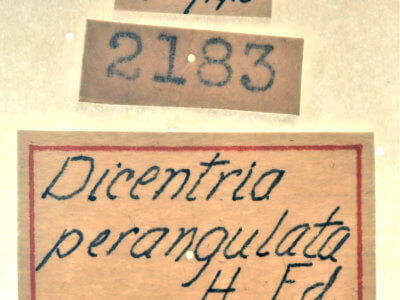 2183
Dicentria
perangulata
H. Ed.